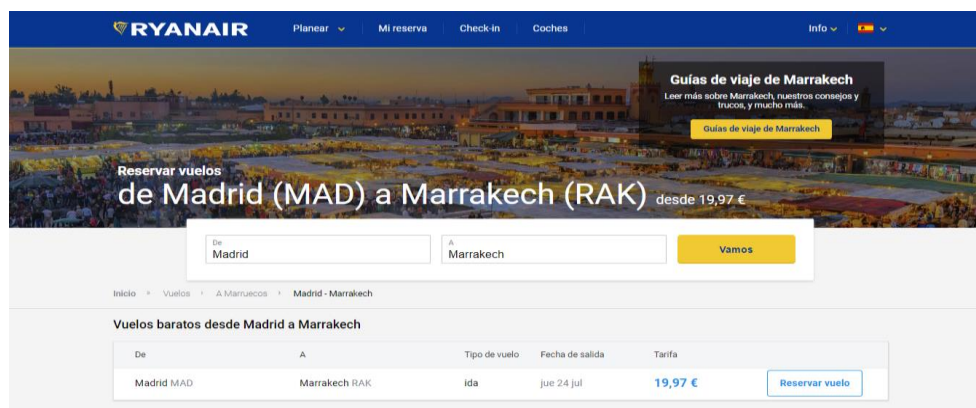 RYANAIR
Planear
Mi reserva
Check-in
Coches
Info
Guías de viaje de Marrakech
Leer más sobre Marrakech, nuestros consejos y
trucos, y mucho más.
Guías de viaje de Marrakech
Reservar vuelos
de Madrid (MAD) a Marrakech (RAK) desde 19,97 €
De
Madrid
A
Marrakech
Vamos
Inicio Vuelos A Marruecos Madrid - Marrakech
Vuelos baratos desde Madrid a Marrakech
De A Tipo de vuelo Fecha de salida Tarifa
Madrid MAD Marrakech RAK ida jue 24 jul 19,97 € Reservar vuelo